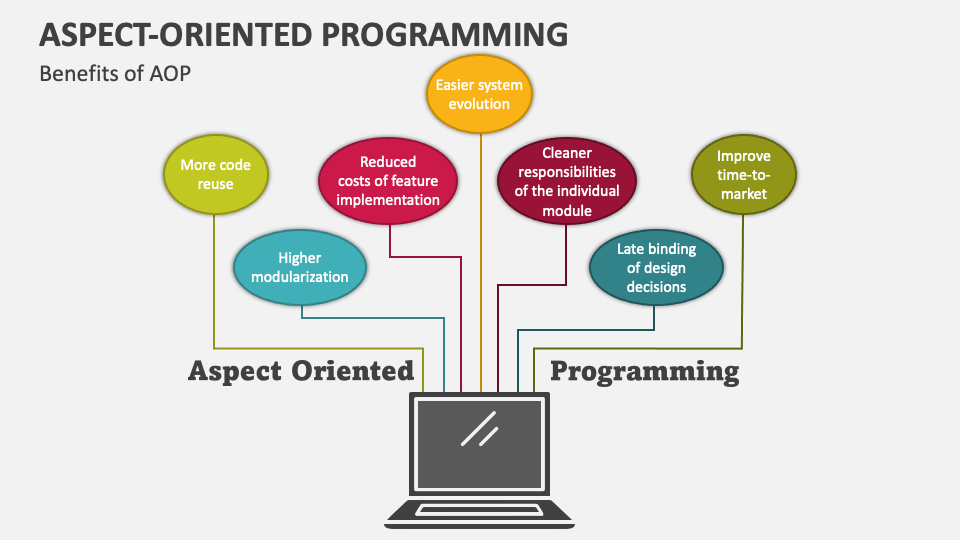 ASPECT-ORIENTED PROGRAMMING
Benefits of AOP
Easier system
evolution
More code
reuse
Reduced
costs of feature
implementation
Cleaner
responsibilities
of the individual
module
Improve
time-to-
market
Higher
modularization
Late binding
of design
decisions
Aspect Oriented
Programming